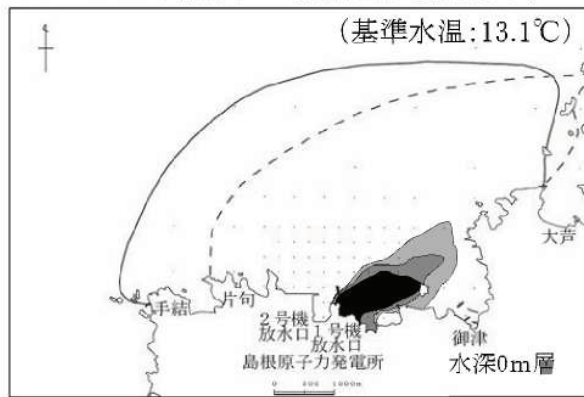 (基準水温:13.1℃)
大芦
手結
片句
2号機
放水口
1号機
放水口
御津
島根原子力発電所
水深0m層
0
1000m